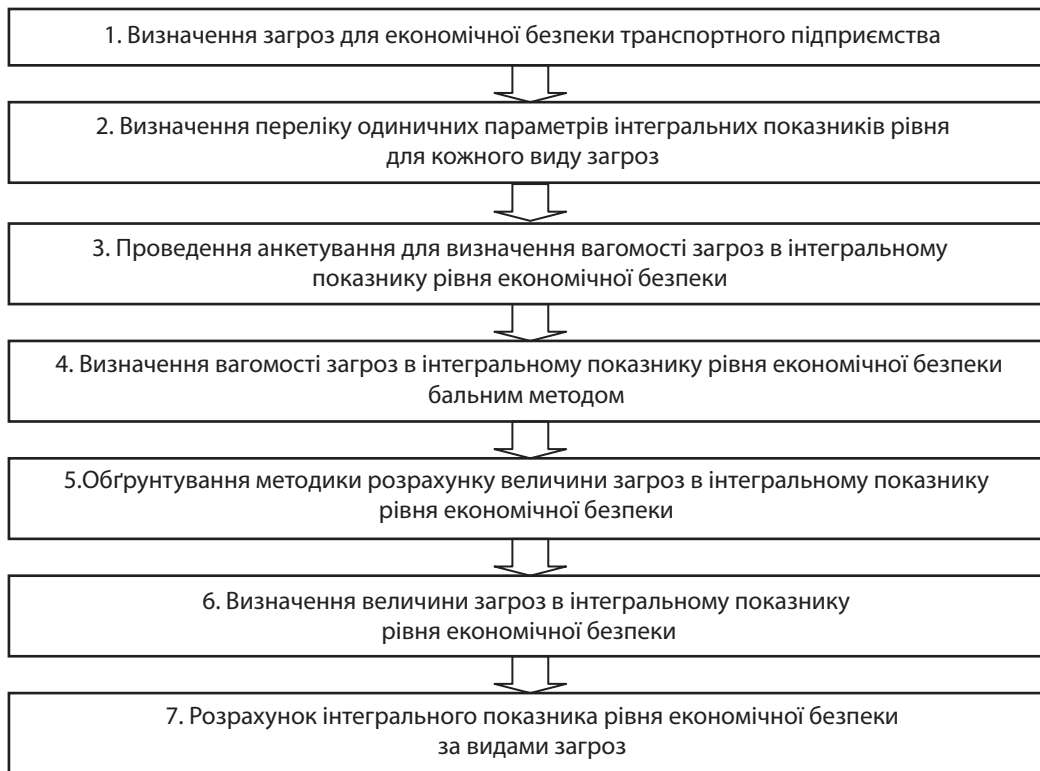 1. Визначення загроз для економічної безпеки транспортного підприємства
2. Визначення переліку одиничних параметрів інтегральних показників рівня
для кожного виду загроз
3. Проведення анкетування для визначення вагомості загроз в інтегральному
показнику рівня економічної безпеки
4. Визначення вагомості загроз в інтегральному показнику рівня економічної безпеки
бальним методом
5.Обґрунтування методики розрахунку величини загроз в інтегральному показнику
рівня економічної безпеки
6. Визначення величини загроз в інтегральному показнику
рівня економічної безпеки
7. Розрахунок інтегрального показника рівня економічної безпеки
за видами загроз